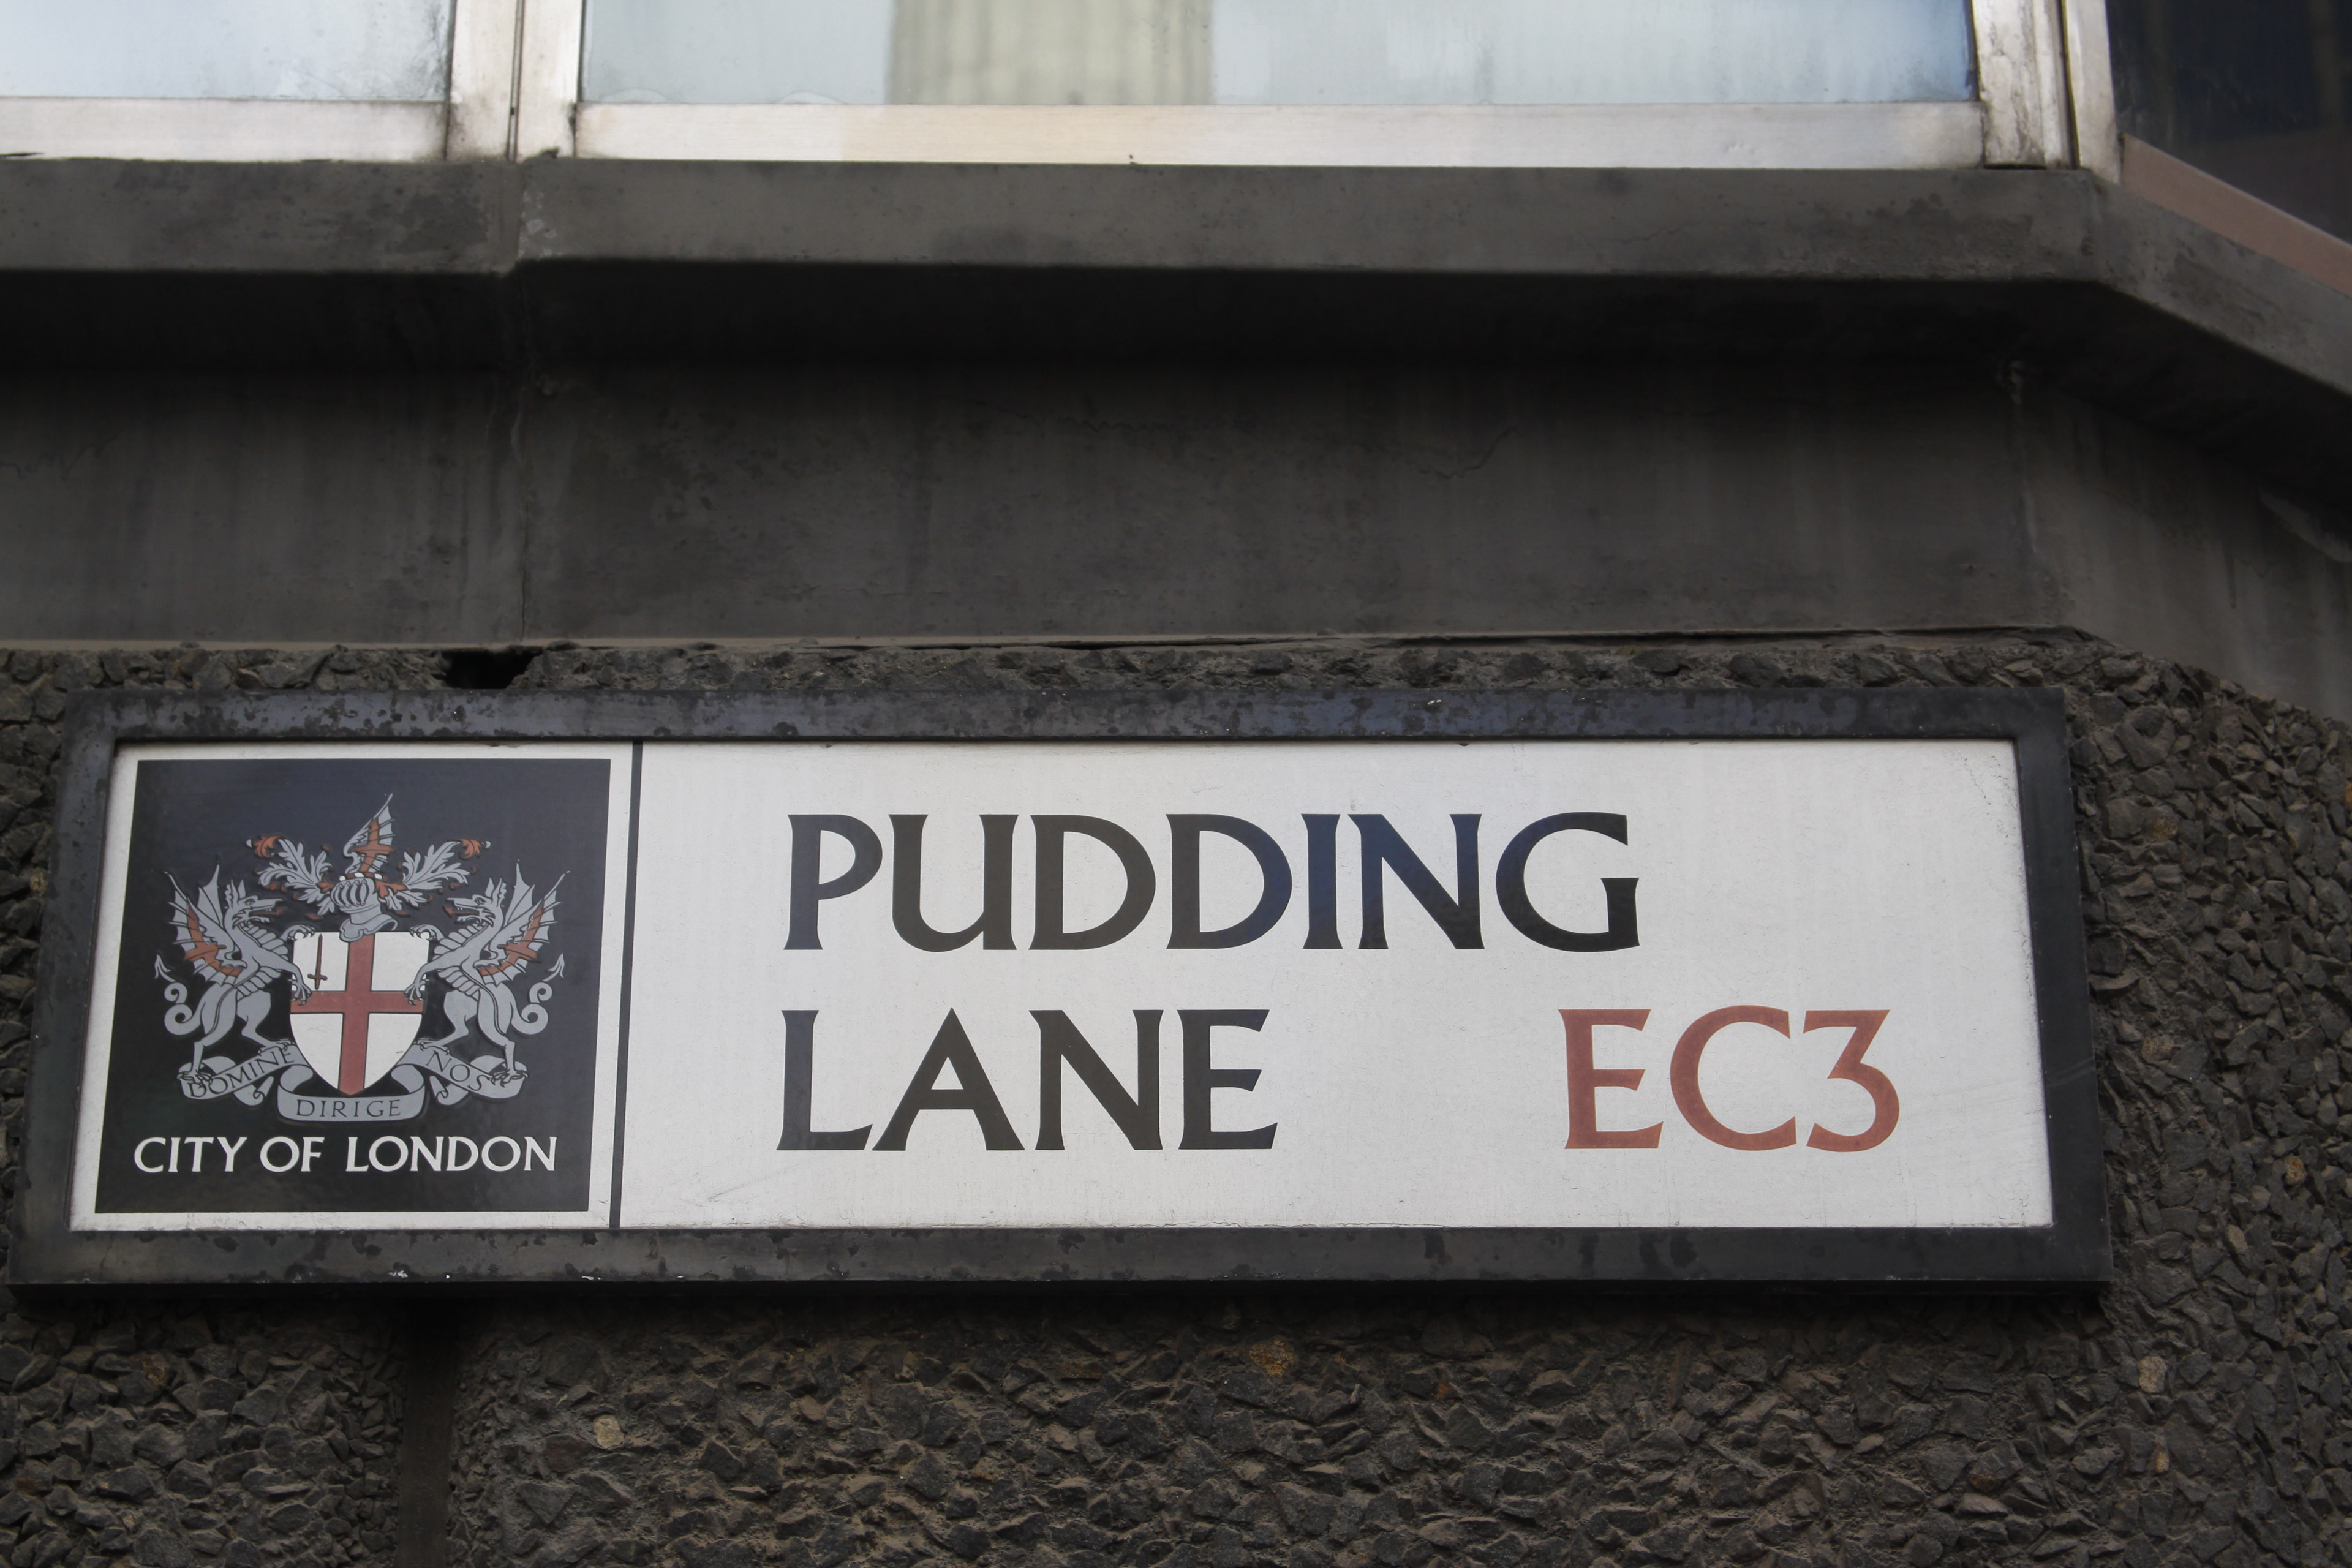 DOMINE DIRIGE NOS
CITY OF LONDON
PUDDING
LANE EC3